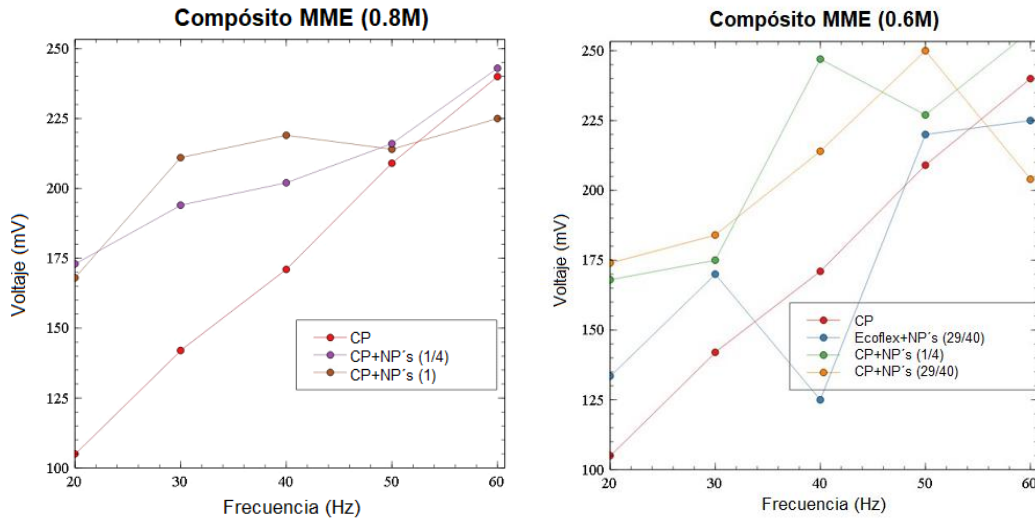 Compósito MME (0.8M)
250
225
200
175
150
125
100
20
30
40
50
60
Voltaje (mV)
Frecuencia (Hz)
CP
CP+NP´s (1/4)
CP+NP´s (1)
Compósito MME (0.6M)
250
225
200
175
150
125
100
20
30
40
50
60
Voltaje (mV)
Frecuencia (Hz)
CP
Ecoflex+NP´s (29/40)
CP+NP´s (1/4)
CP+NP´s (29/40)